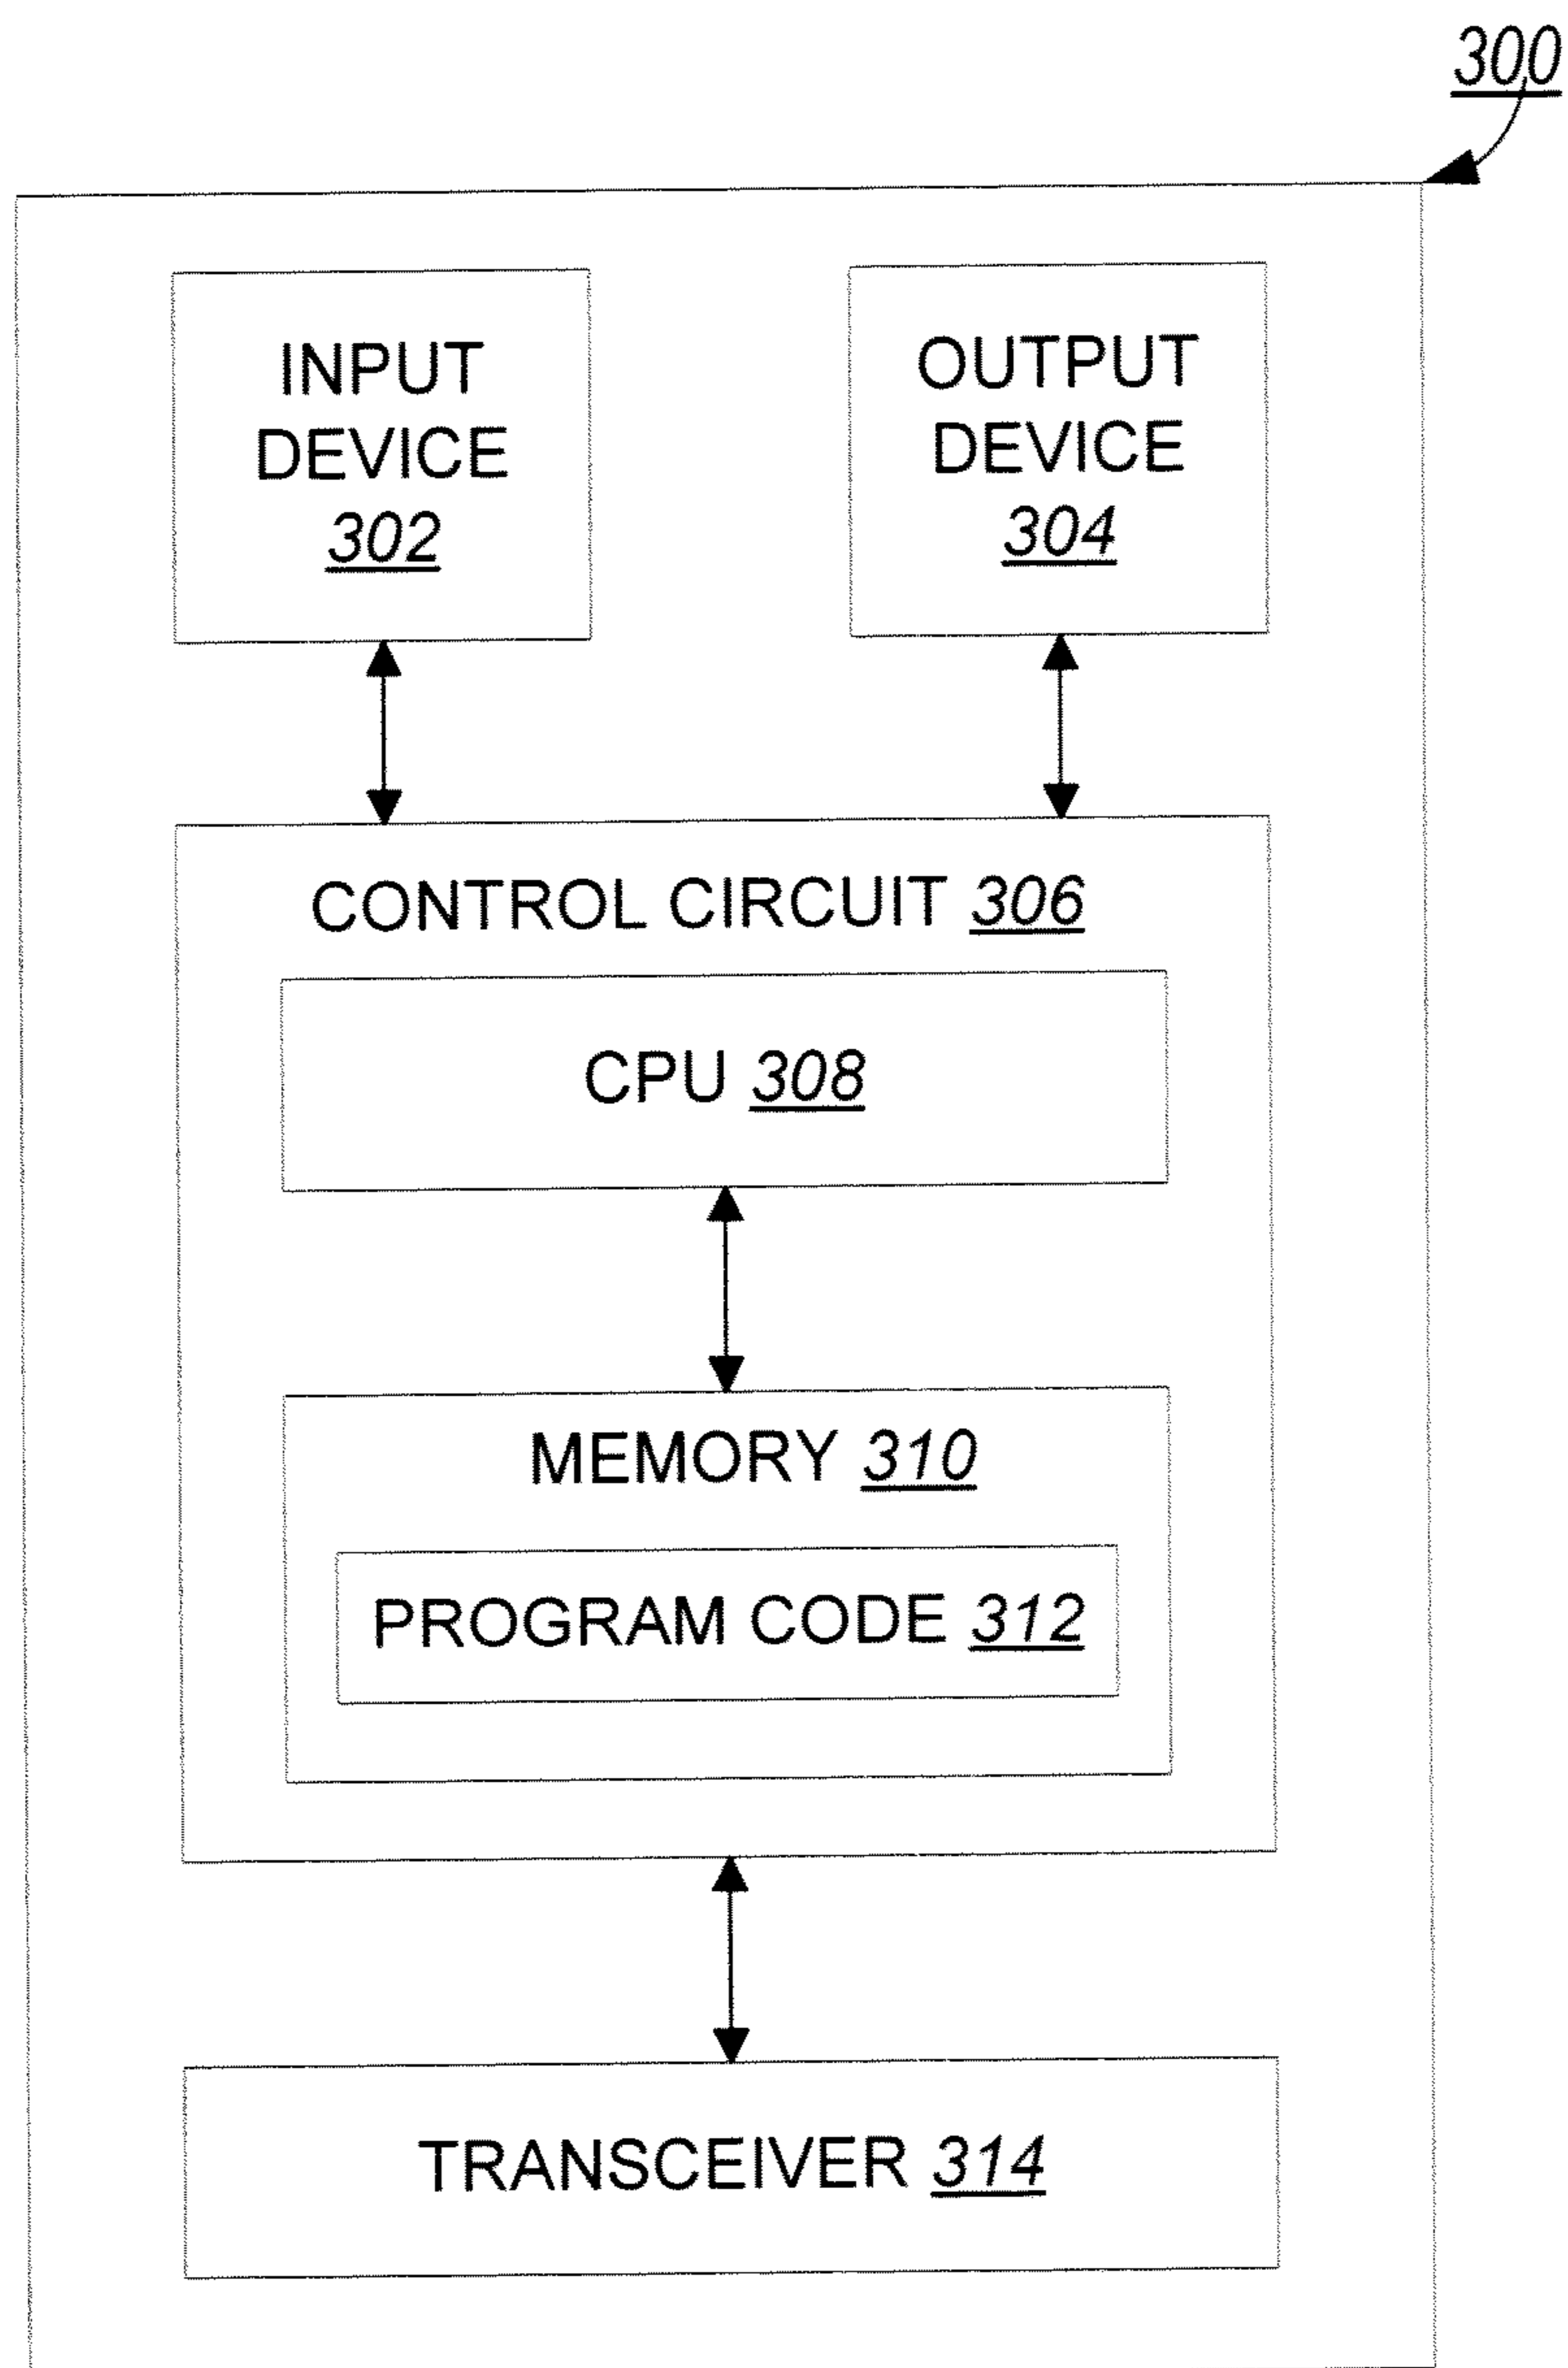 300
INPUT
DEVICE
302
OUTPUT
DEVICE
304
CONTROL CIRCUIT 306
CPU 308
MEMORY 310
PROGRAM CODE 312
TRANSCEIVER 314